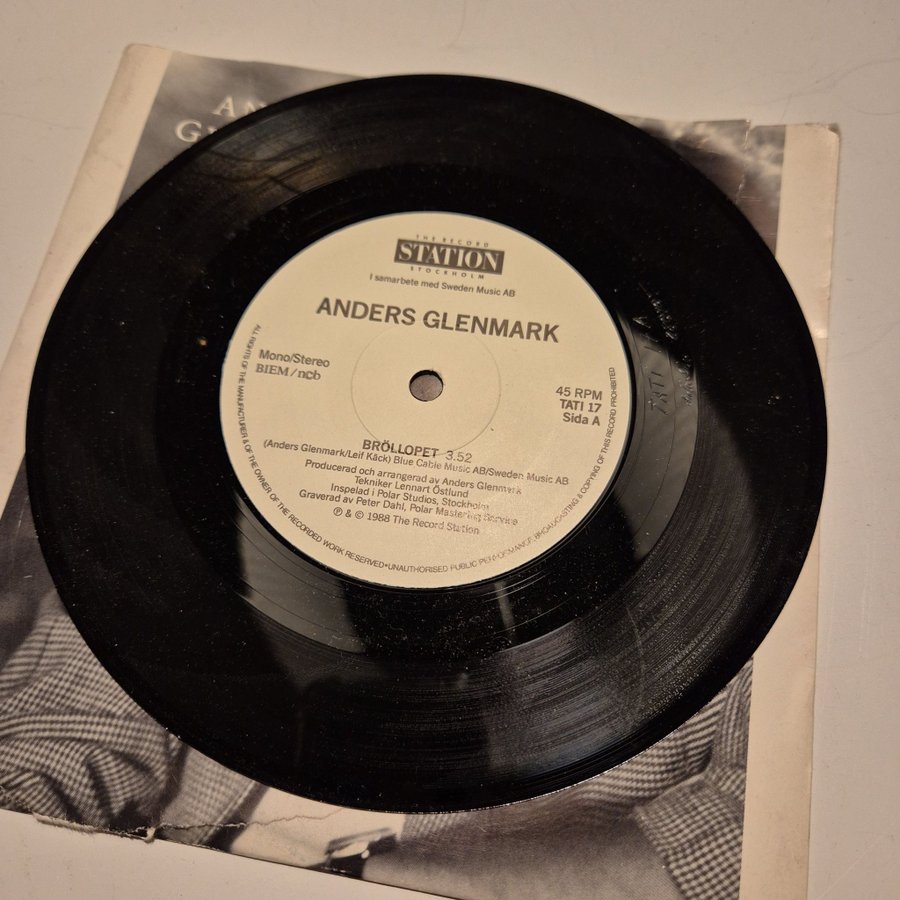 AN
G
THE RECORD
STATION
STOCKHOLM
I samarbete med Sweden Music AB
ANDERS GLENMARK
Mono/Stereo
BIEM/ncb
45 RPM
TATI 17
Sida A
BRÖLLOPET 3.52
(Anders Glenmark/Leif Käck) Blue Cable Music AB/Sweden Music AB
Producerad och arrangerad av Anders Glenmark
Tekniker Lennart Östlund
Inspelad i Polar Studios, Stockholm
Graverad av Peter Dahl, Polar Mastering Service
℗ & © 1988 The Record Station
ALL RIGHTS OF THE MANUFACTURER & OF THE OWNER OF THE RECORDED WORK RESERVED•UNAUTHORISED PUBLIC PERFORMANCE, BROADCASTING & COPYING OF THIS RECORD PROHIBITED
TATI